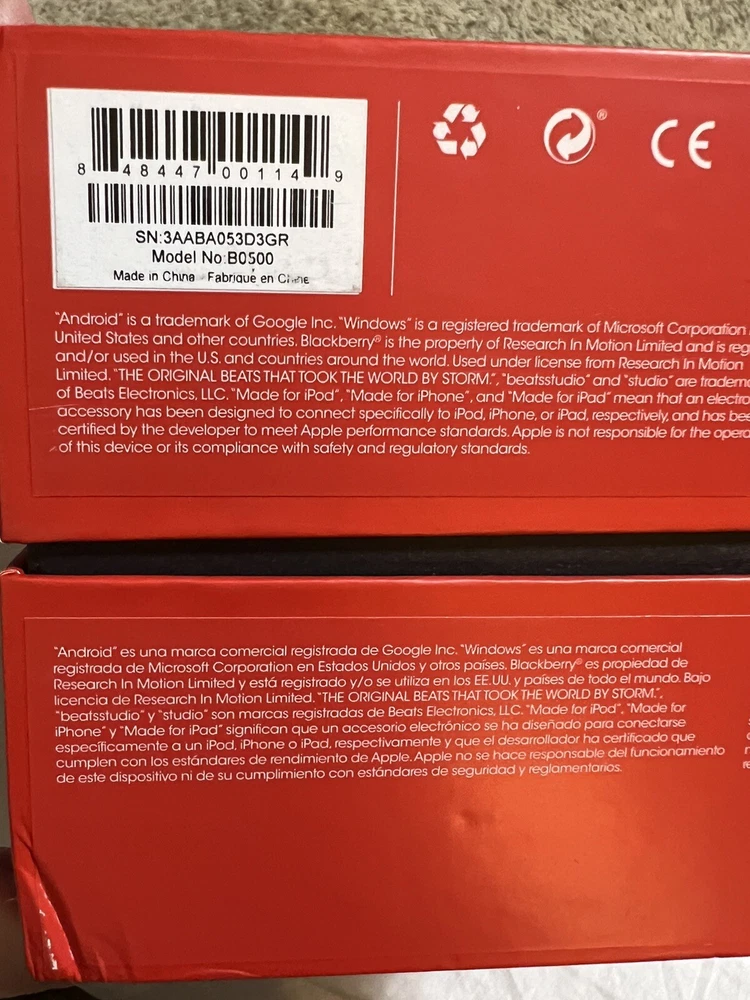 8 48447 00114 9
SN:3AABA053D3GR
Model No:B0500
Made in China Fabriqué en Chine
CE
"Android" is a trademark of Google Inc. "Windows" is a registered trademark of Microsoft Corporation
United States and other countries. Blackberry® is the property of Research In Motion Limited and is reg
and/or used in the U.S. and countries around the world. Used under license from Research In Motion
Limited. "THE ORIGINAL BEATS THAT TOOK THE WORLD BY STORM.", "beatsstudio" and "studio" are tradem
of Beats Electronics, LLC. "Made for iPod", "Made for iPhone", and "Made for iPad" mean that an electro
accessory has been designed to connect specifically to iPod, iPhone, or iPad, respectively, and has bee
certified by the developer to meet Apple performance standards. Apple is not responsible for the opera
of this device or its compliance with safety and regulatory standards.
"Android" es una marca comercial registrada de Google Inc. "Windows" es una marca comercial
registrada de Microsoft Corporation en Estados Unidos y otros países. Blackberry® es propiedad de
Research In Motion Limited y está registrado y/o se utiliza en los EE.UU. y países de todo el mundo. Bajo
licencia de Research In Motion Limited. "THE ORIGINAL BEATS THAT TOOK THE WORLD BY STORM.",
"beatsstudio" y "studio" son marcas registradas de Beats Electronics, LLC. "Made for iPod", "Made for
iPhone" y "Made for iPad" significan que un accesorio electrónico se ha diseñado para conectarse
específicamente a un iPod, iPhone o iPad, respectivamente y que el desarrollador ha certificado que
cumplen con los estándares de rendimiento de Apple. Apple no se hace responsable del funcionamiento
de este dispositivo ni de su cumplimiento con estándares de seguridad y reglamentarios.